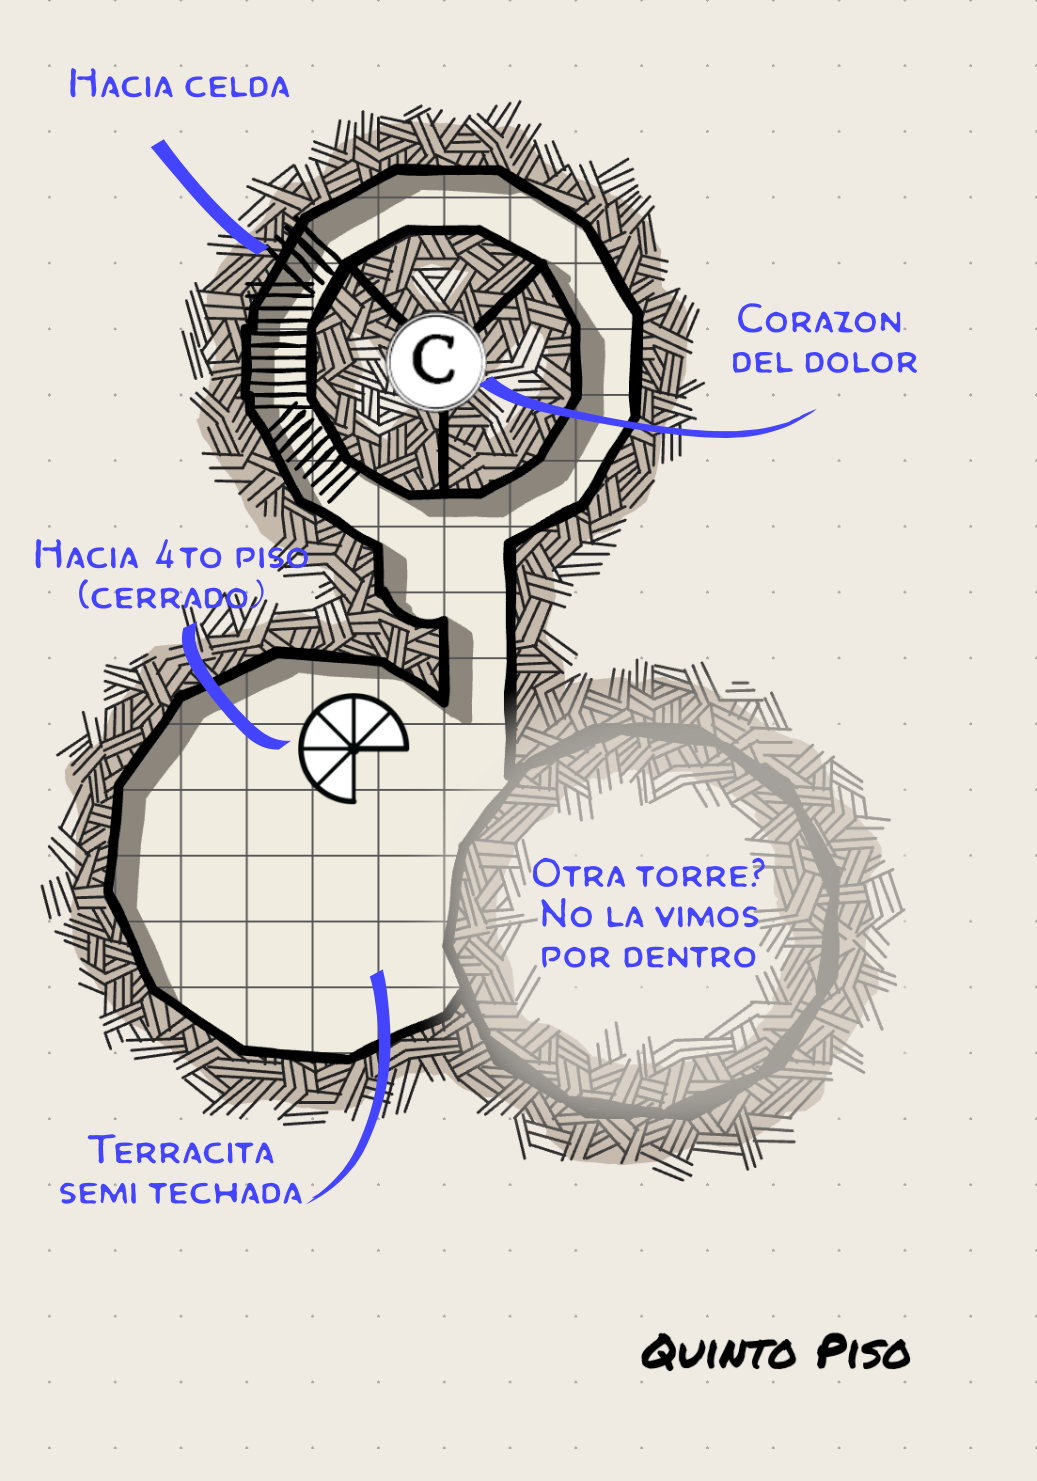 Hacia celda
Corazon
del dolor
C
Hacia 4to piso
(cerrado)
Otra torre?
No la vimos
por dentro
Terracita
semi techada
Quinto Piso